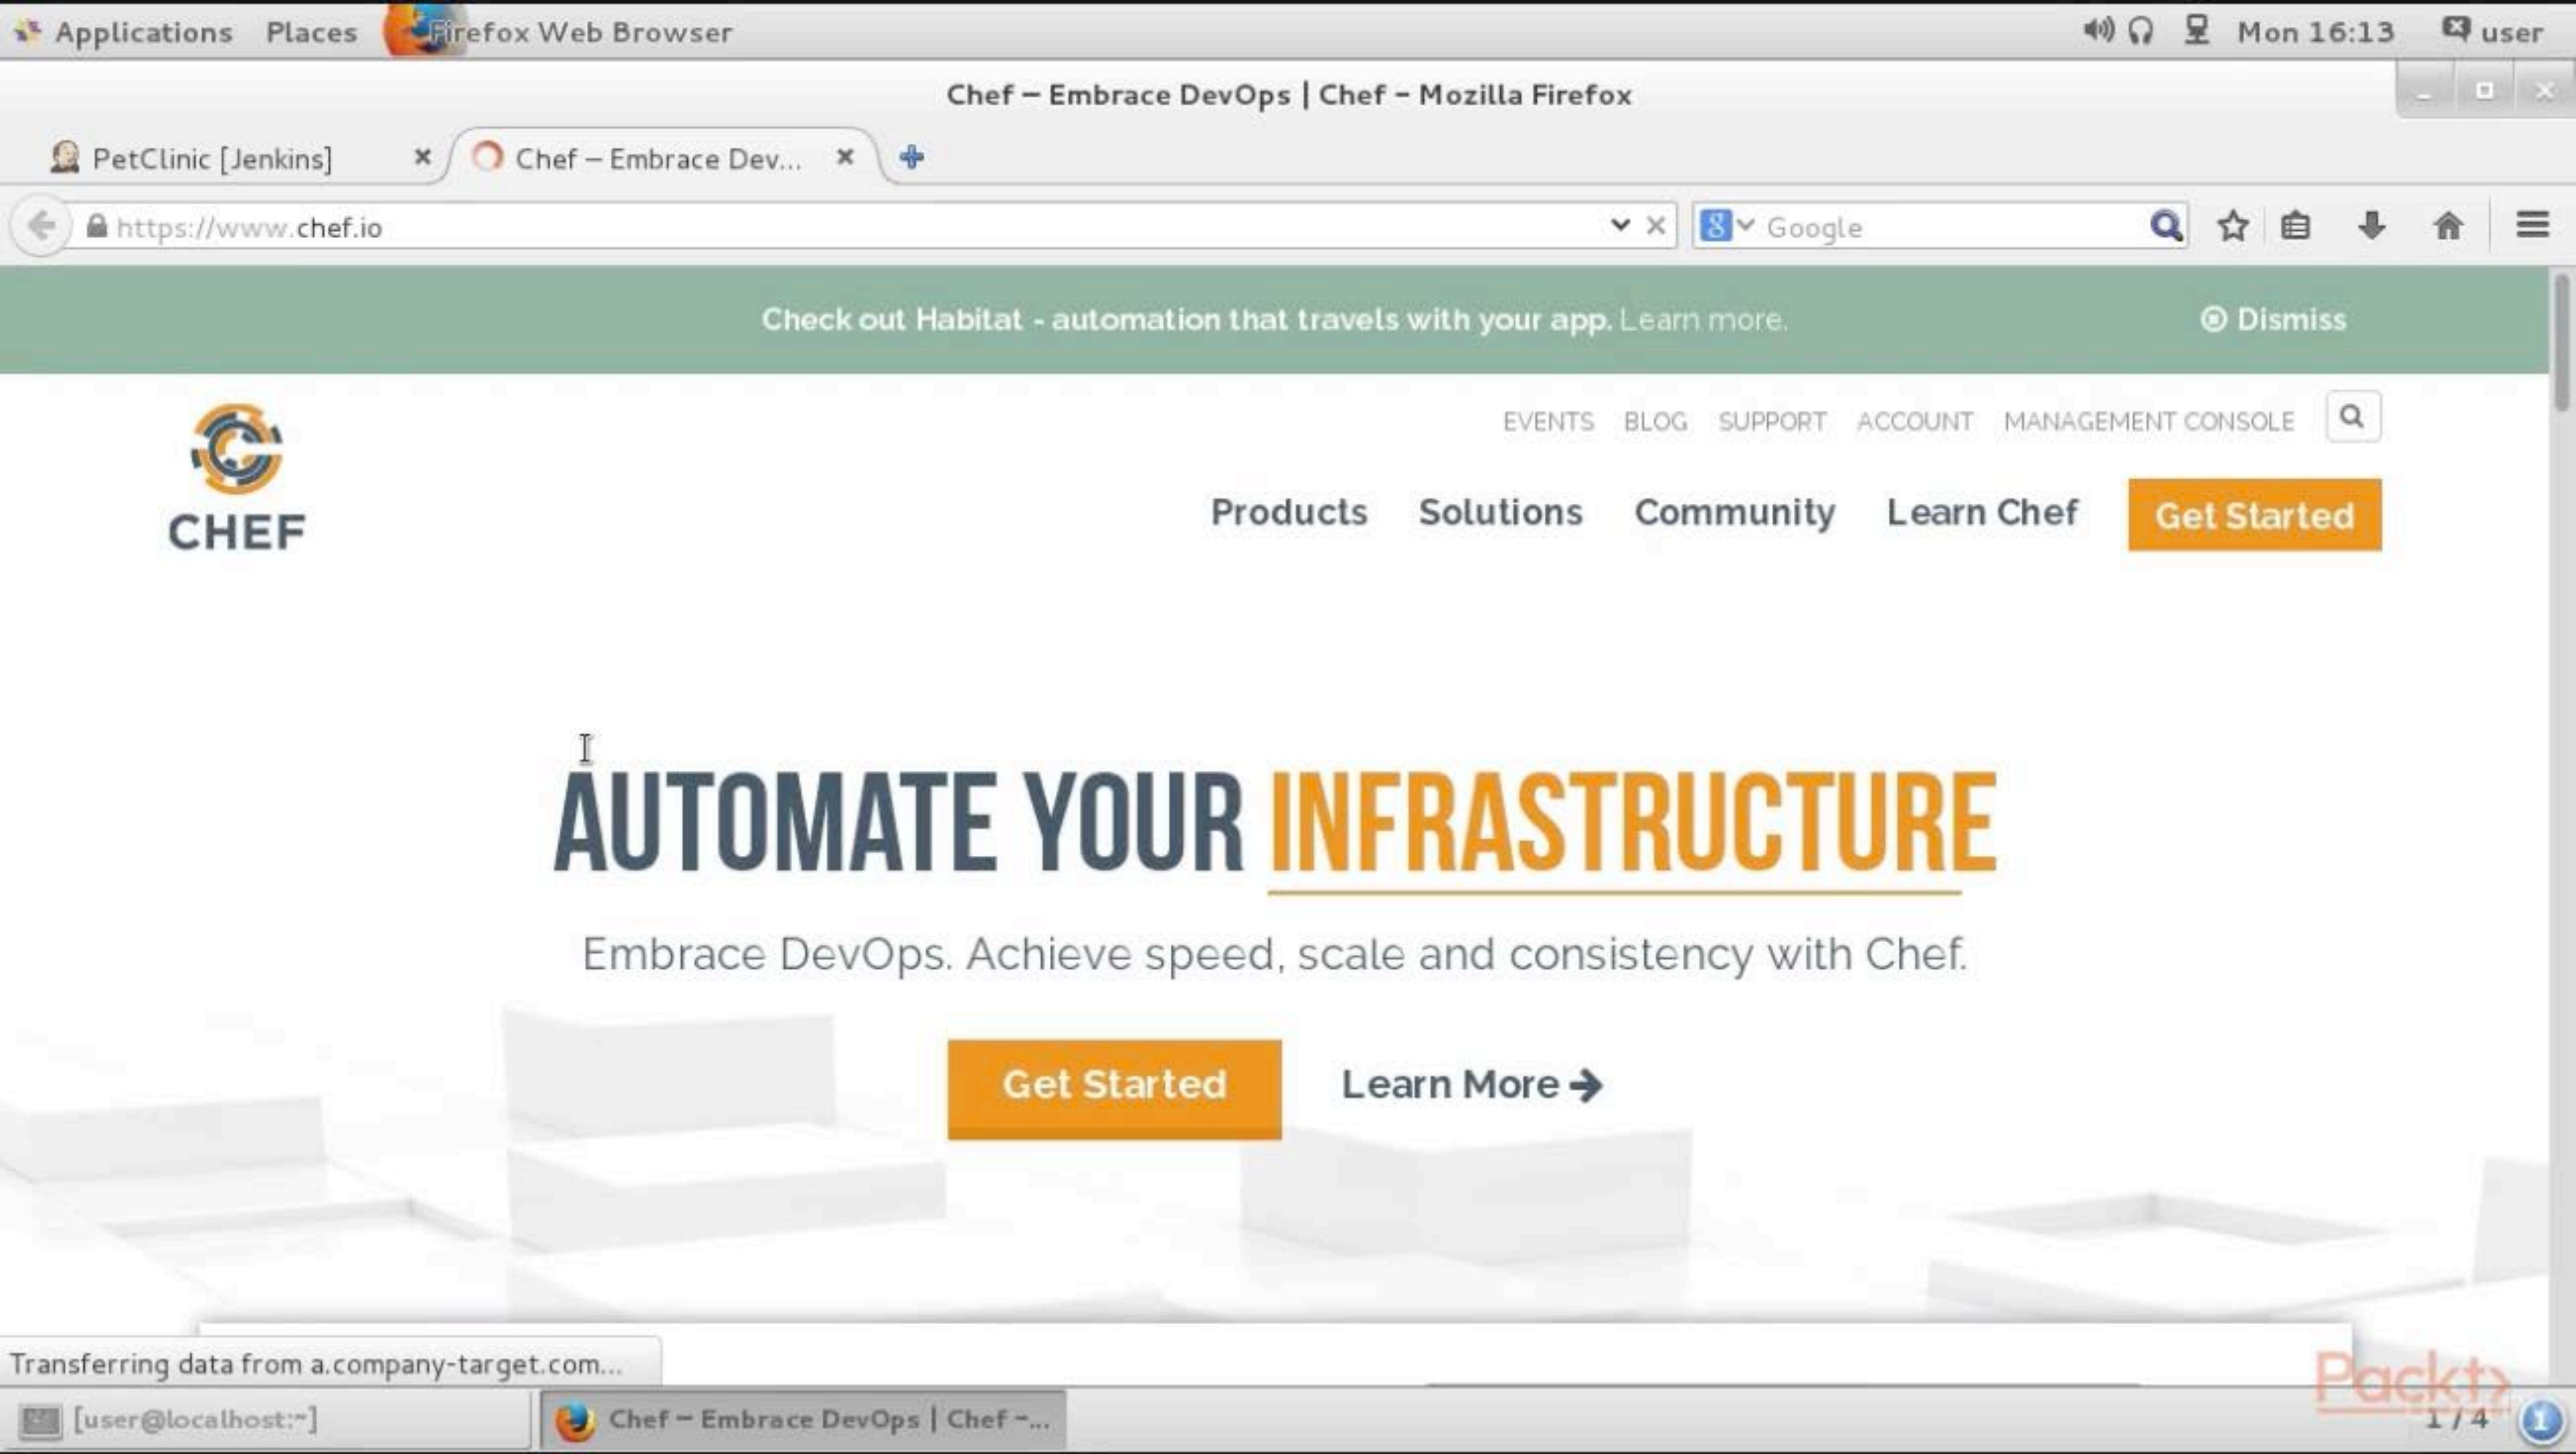 Applications Places Firefox Web Browser Mon 16:13 user
Chef – Embrace DevOps | Chef - Mozilla Firefox
PetClinic [Jenkins] Chef – Embrace Dev...
https://www.chef.io Google
Check out Habitat - automation that travels with your app. Learn more. Dismiss
EVENTS BLOG SUPPORT ACCOUNT MANAGEMENT CONSOLE
CHEF
Products Solutions Community Learn Chef Get Started
AUTOMATE YOUR INFRASTRUCTURE
Embrace DevOps. Achieve speed, scale and consistency with Chef.
Get Started Learn More
Transferring data from a.company-target.com...
Packt
[user@localhost:~] Chef – Embrace DevOps | Chef -... 1 / 4 1